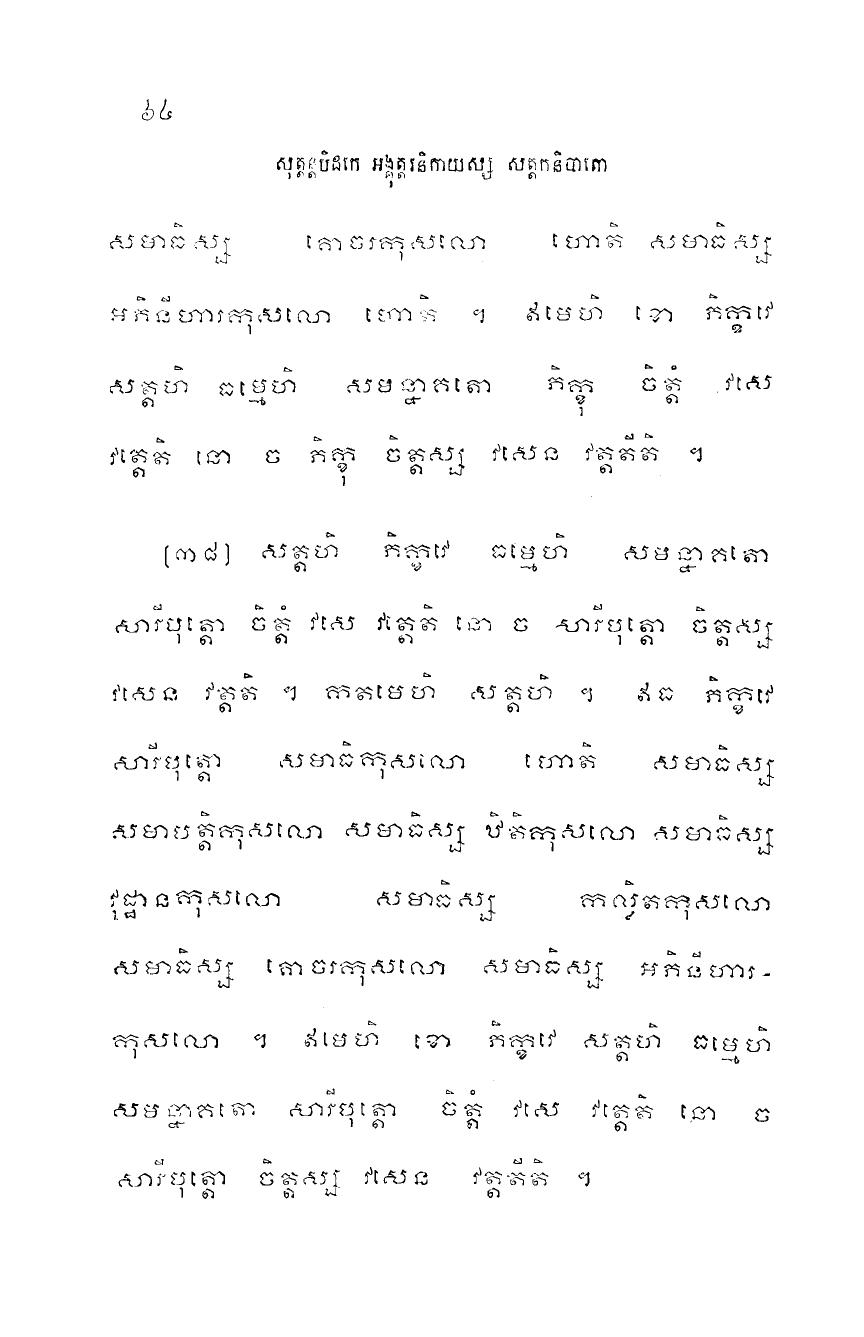 ៦៤
សុត្តន្តបិដកេ អង្គុត្តរនិកាយស្ស សត្តកនិបាតោ
សមាធិស្ស គោចរកុសលោ ហោតិ សមាធិស្ស
អភិនីហារកុសលោ ហោតិ ។ ឥមេហិ ខោ ភិក្ខវេ
សត្តហិ ធម្មេហិ សមន្នាគតោ ភិក្ខុ ចិត្តំ វសេ
វត្តេតិ នោ ច ភិក្ខុ ចិត្តស្ស វសេន វត្តតីតិ ។
[៣៨] សត្តហិ ភិក្ខវេ ធម្មេហិ សមន្នាគតោ
សារីបុត្តោ ចិត្តំ វសេ វត្តេតិ នោ ច សារីបុត្តោ ចិត្តស្ស
វសេន វត្តតិ ។ កតមេហិ សត្តហិ ។ ឥធ ភិក្ខវេ
សារីបុត្តោ សមាធិកុសលោ ហោតិ សមាធិស្ស
សមាបត្តិកុសលោ សមាធិស្ស ឋិតិកុសលោ សមាធិស្ស
វុដ្ឋានកុសលោ សមាធិស្ស កល្លិតកុសលោ
សមាធិស្ស គោចរកុសលោ សមាធិស្ស អភិនីហារ-
កុសលោ ។ ឥមេហិ ខោ ភិក្ខវេ សត្តហិ ធម្មេហិ
សមន្នាគតោ សារីបុត្តោ ចិត្តំ វសេ វត្តេតិ នោ ច
សារីបុត្តោ ចិត្តស្ស វសេន វត្តតីតិ ។